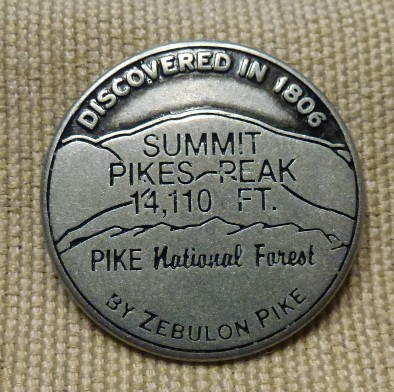 DISCOVERED IN 1806
SUMMIT
PIKES PEAK
14,110 FT.
PIKE National Forest
BY ZEBULON PIKE